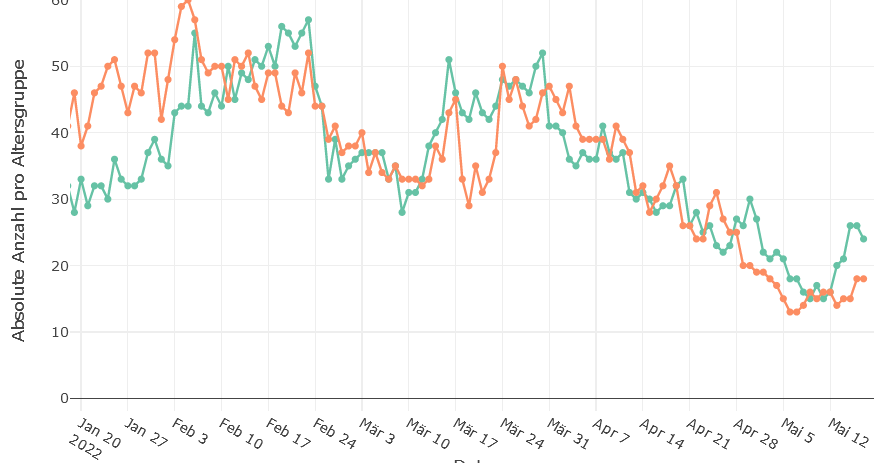 60
50
40
30
20
10
0
Absolute Anzahl pro Altersgruppe
Jan 20
2022
Jan 27
Feb 3
Feb 10
Feb 17
Feb 24
Mär 3
Mär 10
Mär 17
Mär 24
Mär 31
Apr 7
Apr 14
Apr 21
Apr 28
Mai 5
Mai 12